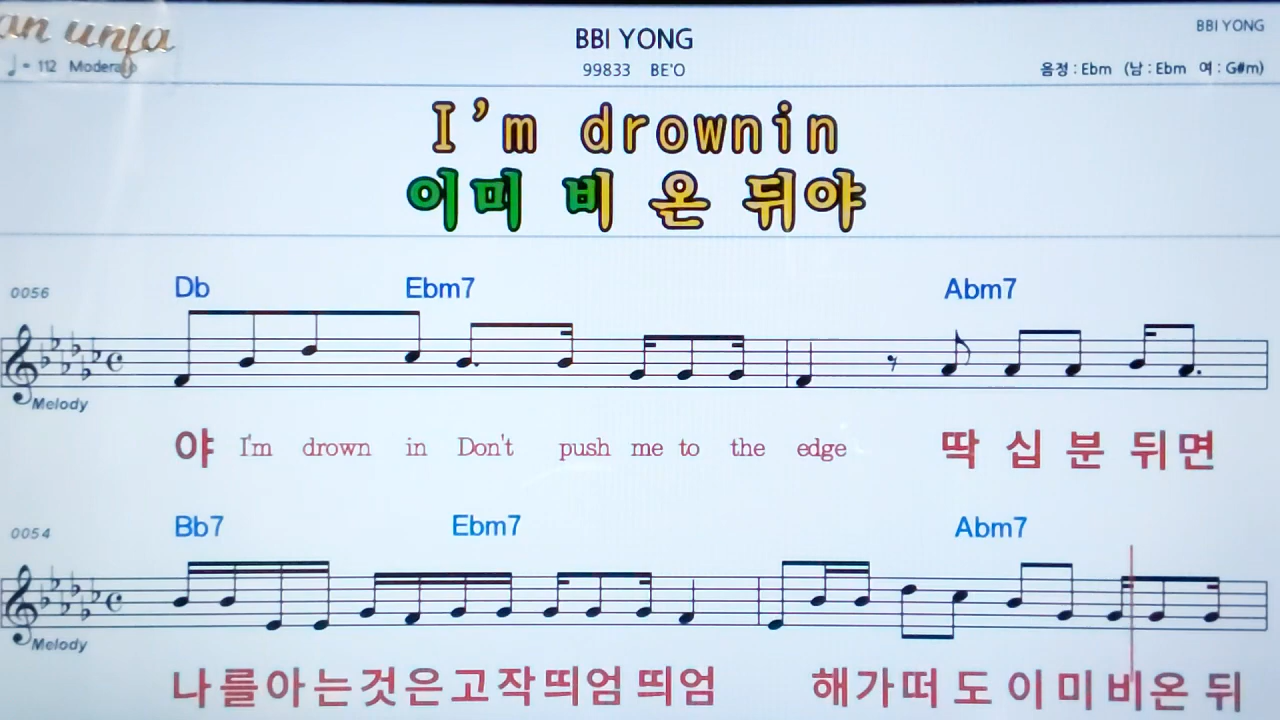 an unja
BBI YONG
BBI YONG
♩= 112 Moderato
99833 BE'O
음정 : Ebm (남 : Ebm 여 : G#m)
I'm drownin
이미 비 온 뒤야
0056
Db Ebm7 Abm7
Melody
야 I'm drown in Don't push me to the edge 딱 십 분 뒤면
0054
Bb7 Ebm7 Abm7
Melody
나를아는것은고작띄엄 띄엄 해가떠도이미비온 뒤